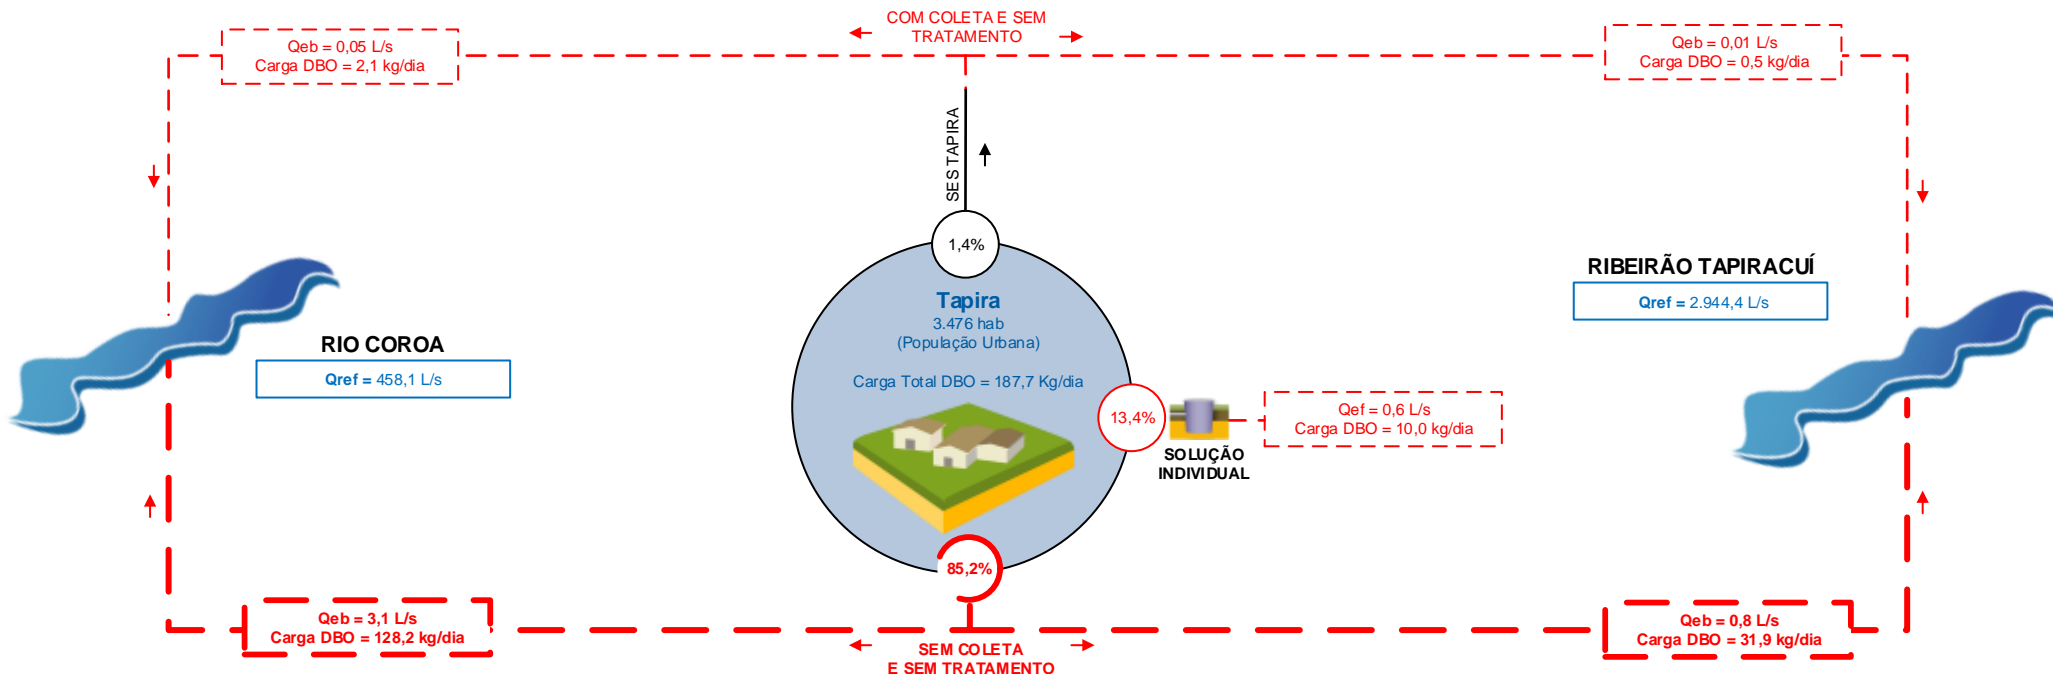 COM COLETA E SEM
TRATAMENTO
Qeb = 0,05 L/s
Carga DBO = 2,1 kg/dia
Qeb = 0,01 L/s
Carga DBO = 0,5 kg/dia
SES TAPIRA
1,4%
RIO COROA
Qref = 458,1 L/s
Tapira
3.476 hab
(População Urbana)
Carga Total DBO = 187,7 Kg/dia
13,4%
SOLUÇÃO
INDIVIDUAL
Qef = 0,6 L/s
Carga DBO = 10,0 kg/dia
RIBEIRÃO TAPIRACUÍ
Qref = 2.944,4 L/s
85,2%
Qeb = 3,1 L/s
Carga DBO = 128,2 kg/dia
SEM COLETA
E SEM TRATAMENTO
Qeb = 0,8 L/s
Carga DBO = 31,9 kg/dia